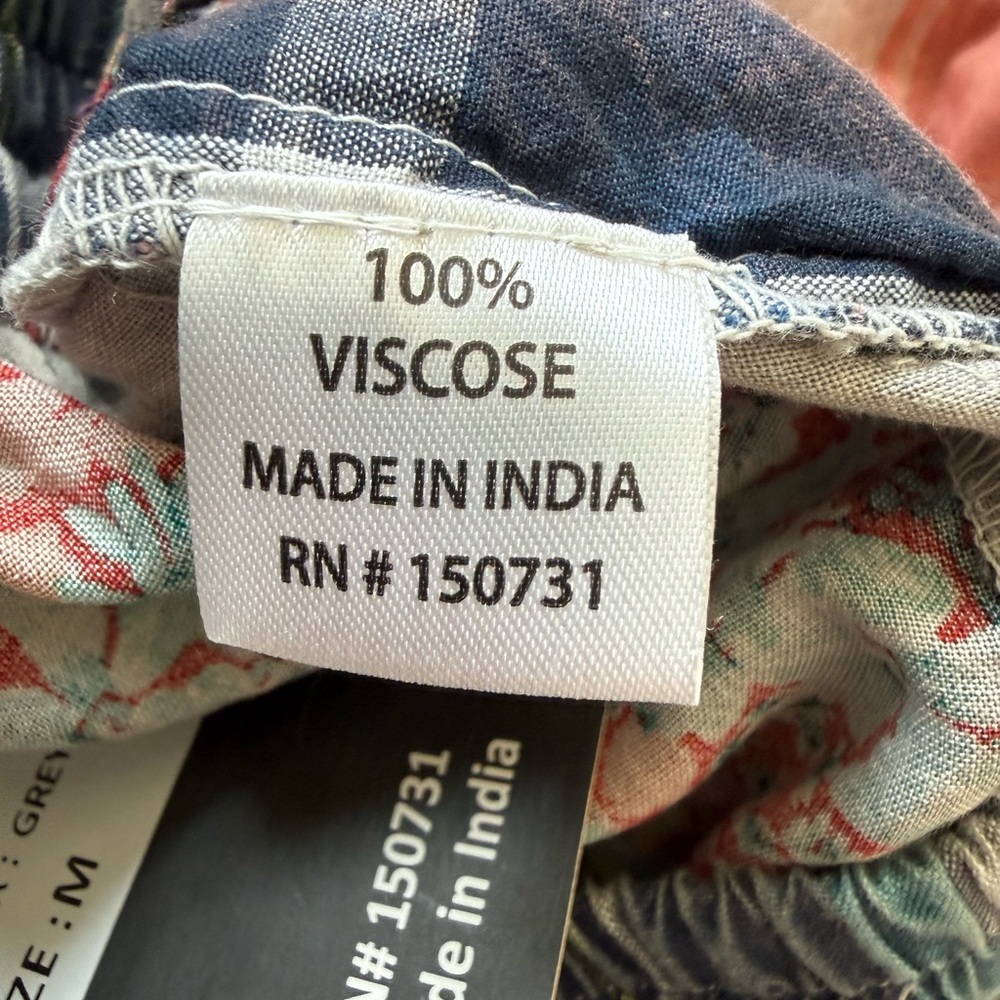 100%
VISCOSE
MADE IN INDIA
RN # 150731
N# 150731
de in India
: GREY
ZE : M